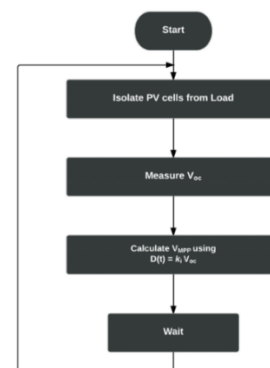 Start
Isolate PV cells from Load
Measure Voc
Calculate VMPP using
D(t) = ki Voc
Wait